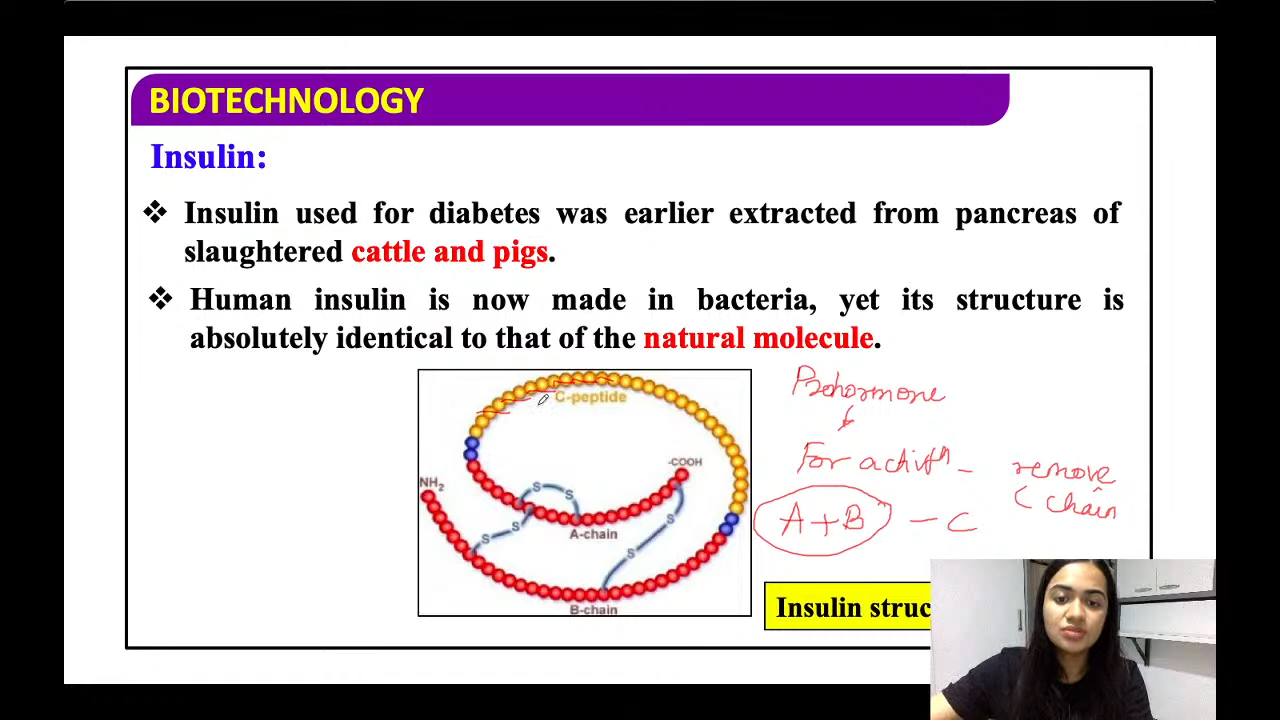 BIOTECHNOLOGY
Insulin:
❖ Insulin used for diabetes was earlier extracted from pancreas of
slaughtered cattle and pigs.
❖ Human insulin is now made in bacteria, yet its structure is
absolutely identical to that of the natural molecule.
C-peptide
-COOH
NH2
S S
S S
S
S
A-chain
B-chain
Prohormone
For activth - remove
C chain
A+B - C
Insulin struc